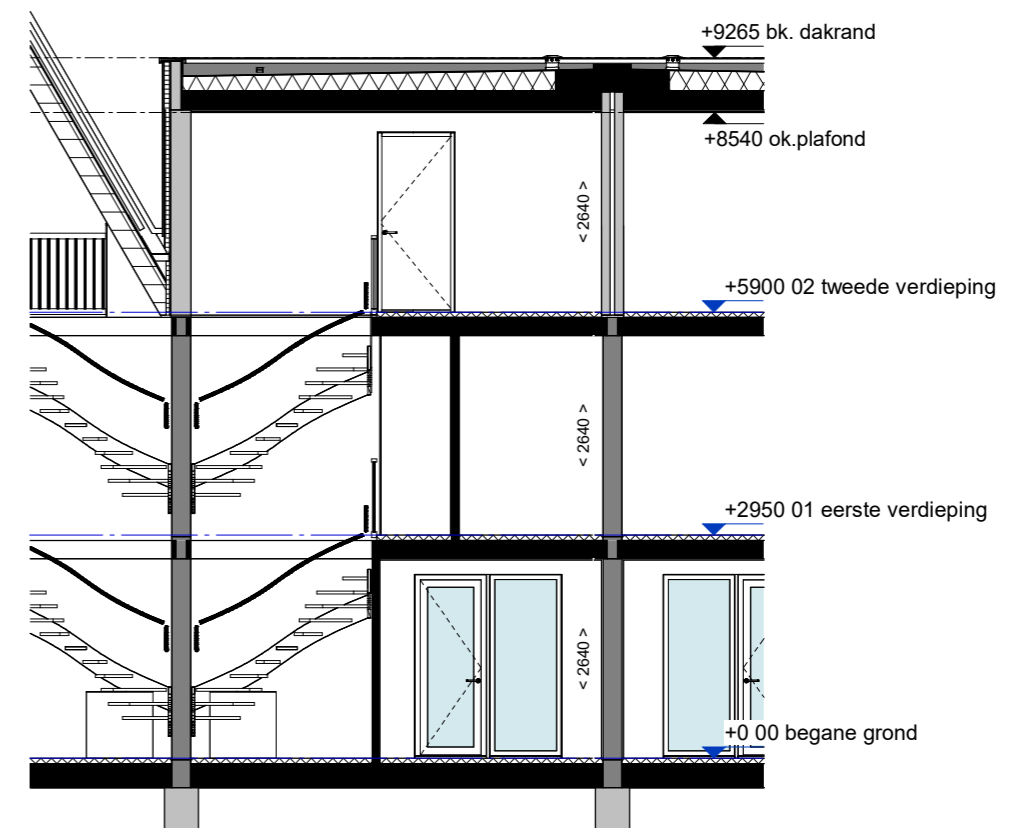 +9265 bk. dakrand
+8540 ok.plafond
< 2640 >
+5900 02 tweede verdieping
< 2640 >
+2950 01 eerste verdieping
< 2640 >
+0 00 begane grond